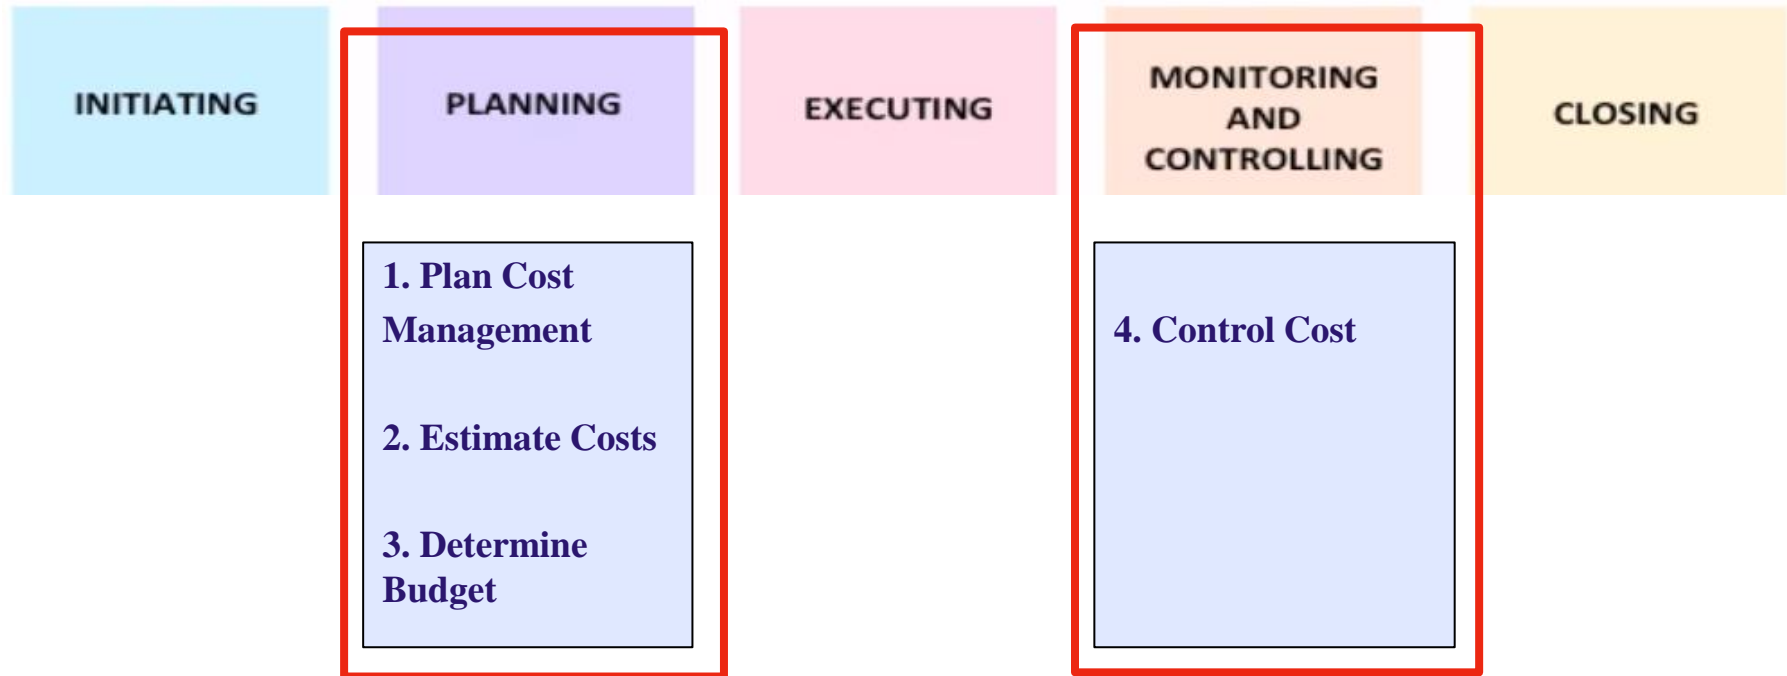 INITIATING
PLANNING
EXECUTING
MONITORING
AND
CONTROLLING
CLOSING
1. Plan Cost
Management
2. Estimate Costs
3. Determine
Budget
4. Control Cost